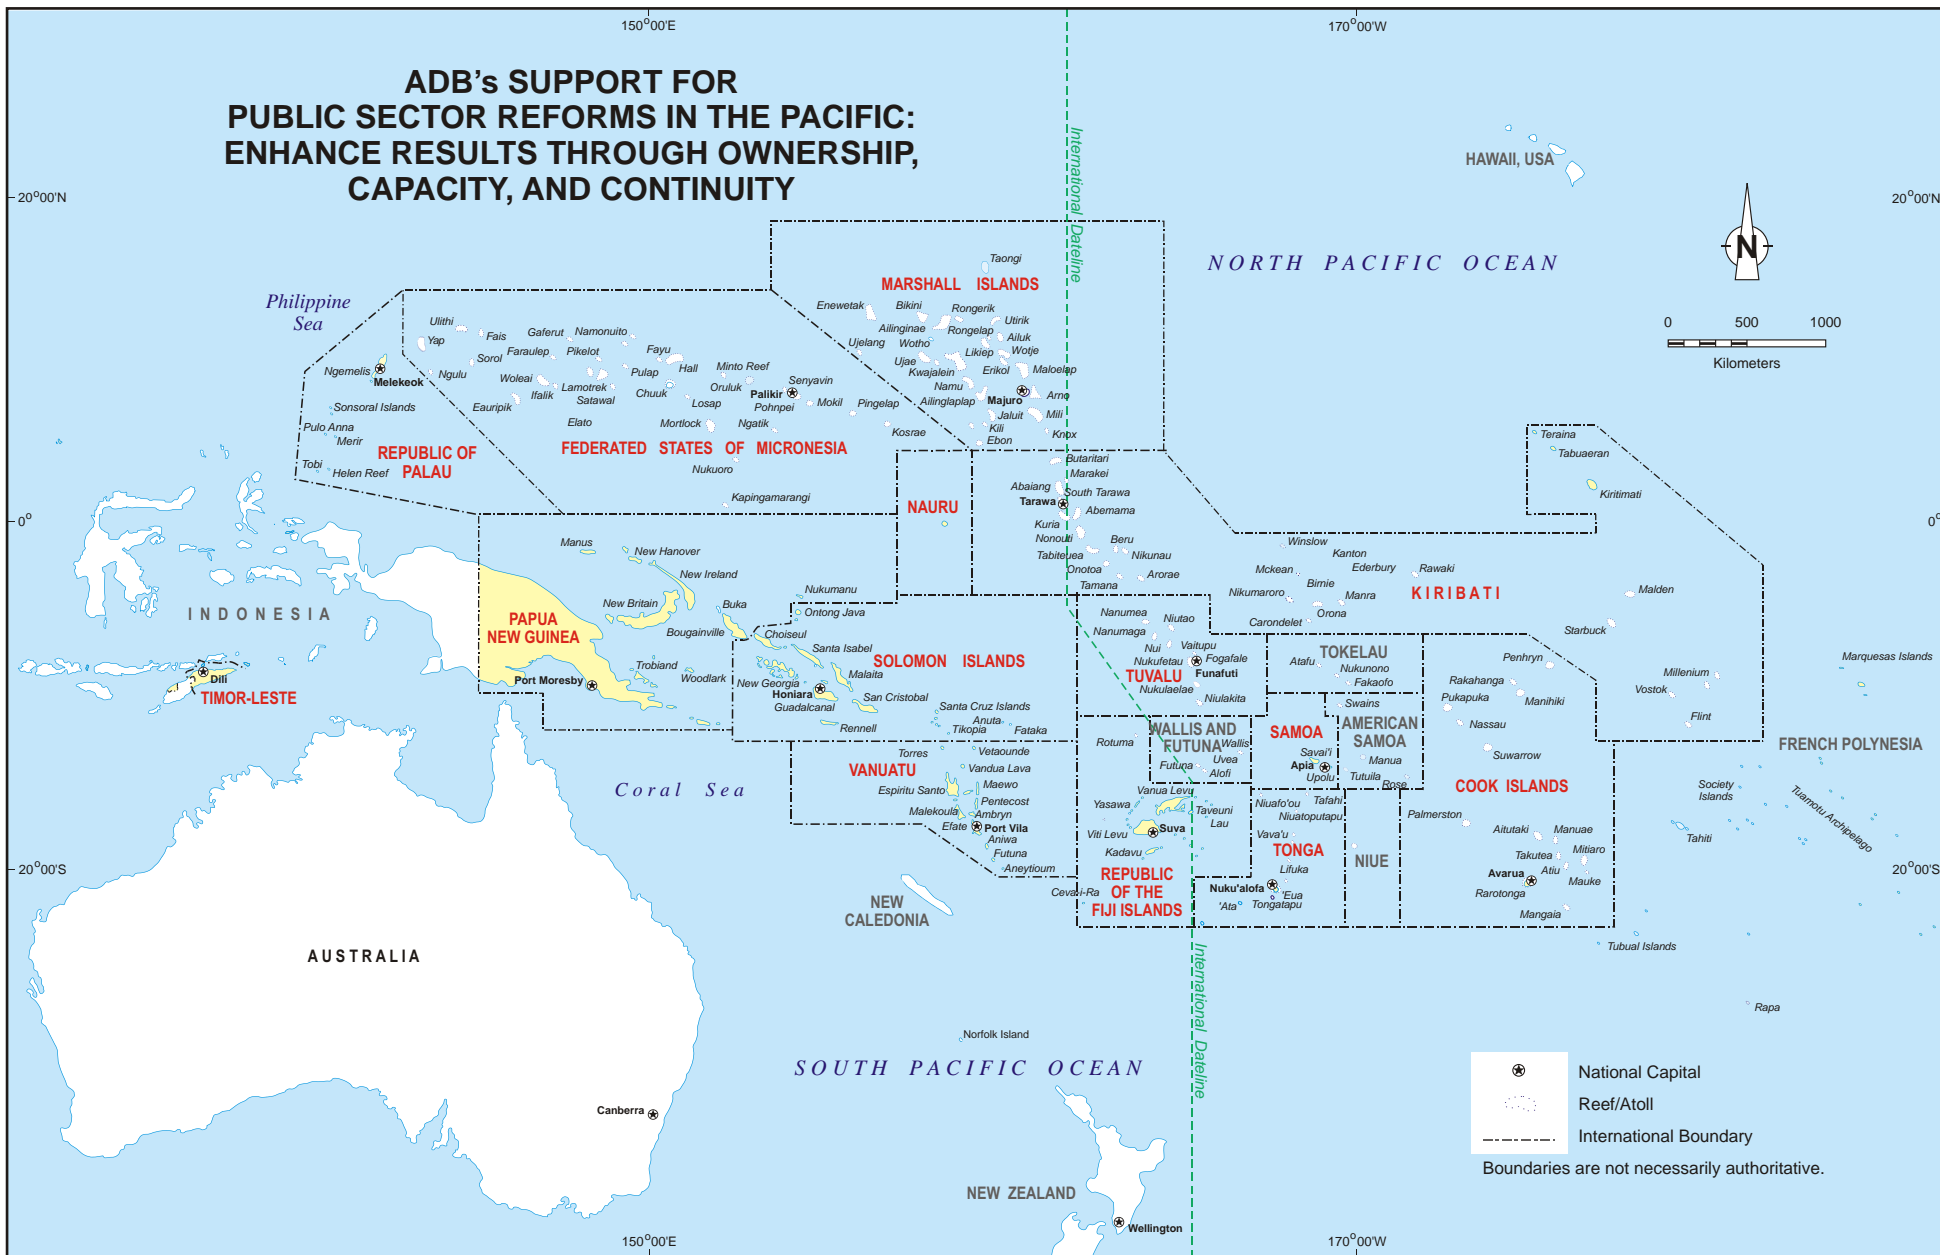 150°00'E
170°00'W
ADB's SUPPORT FOR
PUBLIC SECTOR REFORMS IN THE PACIFIC:
ENHANCE RESULTS THROUGH OWNERSHIP,
CAPACITY, AND CONTINUITY
International Dateline
HAWAII, USA
20°00'N
20°00'N
N
NORTH PACIFIC OCEAN
0 500 1000
Kilometers
Philippine
Sea
MARSHALL ISLANDS
Taongi
Enewetak
Bikini
Rongerik
Utirik
Ailinginae
Rongelap
Ailuk
Ujelang
Wotho
Likiep
Wotje
Ujae
Kwajalein
Erikol
Maloelap
Namu
Majuro
Arno
Ailinglaplap
Jaluit
Mili
Kili
Knox
Ebon
Ulithi
Fais
Yap
Gaferut
Namonuito
Sorol
Faraulep
Pikelot
Fayu
Hall
Minto Reef
Ngulu
Woleai
Pulap
Oruluk
Senyavin
Ifalik
Lamotrek
Chuuk
Palikir
Satawal
Losap
Pohnpei
Mokil
Pingelap
Eauripik
Elato
Mortlock
Ngatik
Kosrae
FEDERATED STATES OF MICRONESIA
Nukuoro
Kapingamarangi
Ngemelis
Melekeok
Sonsoral Islands
Pulo Anna
Merir
REPUBLIC OF
PALAU
Tobi
Helen Reef
NAURU
Butaritari
Marakei
Abaiang
South Tarawa
Tarawa
Abemama
Kuria
Nonouti
Beru
Tabiteuea
Nikunau
Onotoa
Arorae
Tamana
Teraina
Tabuaeran
Kiritimati
0°
0°
Winslow
Kanton
Mckean
Ederbury
Rawaki
Birnie
Nikumaroro
Manra
Orona
Carondelet
KIRIBATI
Malden
Starbuck
Millenium
Vostok
Flint
INDONESIA
Manus
New Hanover
New Ireland
New Britain
Buka
Bougainville
PAPUA
NEW GUINEA
Trobiand
Woodlark
Port Moresby
Dili
TIMOR-LESTE
Nukumanu
Ontong Java
Choiseul
Santa Isabel
SOLOMON ISLANDS
Malaita
New Georgia
Honiara
Guadalcanal
San Cristobal
Rennell
Santa Cruz Islands
Anuta
Tikopia
Fataka
Nanumea
Niutao
Nanumaga
Nui
Vaitupu
Nukufetau
Fogafale
TUVALU
Funafuti
Nukulaelae
Niulakita
TOKELAU
Atafu
Nukunono
Fakaofo
Swains
AMERICAN
SAMOA
Manua
Tutuila
Rose
SAMOA
Savai'i
Apia
Upolu
WALLIS AND
FUTUNA
Wallis
Uvea
Futuna
Alofi
Rotuma
Penhryn
Rakahanga
Pukapuka
Manihiki
Nassau
Suwarrow
COOK ISLANDS
Palmerston
Aitutaki
Manuae
Takutea
Mitiaro
Avarua
Atiu
Mauke
Rarotonga
Mangaia
Marquesas Islands
FRENCH POLYNESIA
Society
Islands
Tuamotu Archipelago
Tahiti
Tubual Islands
Rapa
Coral Sea
VANUATU
Torres
Vetaounde
Vandua Lava
Espiritu Santo
Maewo
Pentecost
Malekoula
Ambryn
Efate
Port Vila
Aniwa
Futuna
Aneytioum
Vanua Levu
Yasawa
Taveuni
Viti Levu
Suva
Lau
Kadavu
REPUBLIC
OF THE
FIJI ISLANDS
Ceva-i-Ra
Niuafo'ou
Tafahi
Niuatoputapu
Vava'u
TONGA
Lifuka
Nuku'alofa
'Eua
'Ata
Tongatapu
NIUE
20°00'S
20°00'S
NEW
CALEDONIA
AUSTRALIA
Canberra
Norfolk Island
SOUTH PACIFIC OCEAN
International Dateline
NEW ZEALAND
Wellington
National Capital
Reef/Atoll
International Boundary
Boundaries are not necessarily authoritative.
150°00'E
170°00'W